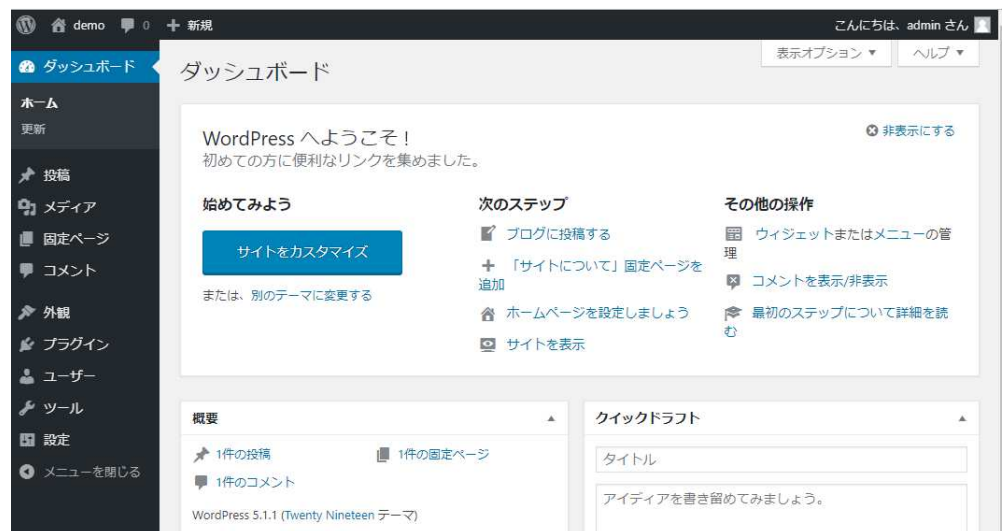 demo 0 新規
こんにちは、admin さん
ダッシュボード
ホーム
更新
投稿
メディア
固定ページ
コメント
外観
プラグイン
ユーザー
ツール
設定
メニューを閉じる
表示オプション ヘルプ
ダッシュボード
WordPress へようこそ！
初めての方に便利なリンクを集めました。
非表示にする
始めてみよう
サイトをカスタマイズ
または、別のテーマに変更する
次のステップ
ブログに投稿する
「サイトについて」固定ページを
追加
ホームページを設定しましょう
サイトを表示
その他の操作
ウィジェットまたはメニューの管
理
コメントを表示/非表示
最初のステップについて詳細を読
む
概要
1件の投稿 1件の固定ページ
1件のコメント
WordPress 5.1.1 (Twenty Nineteen テーマ)
クイックドラフト
タイトル
アイディアを書き留めてみましょう。